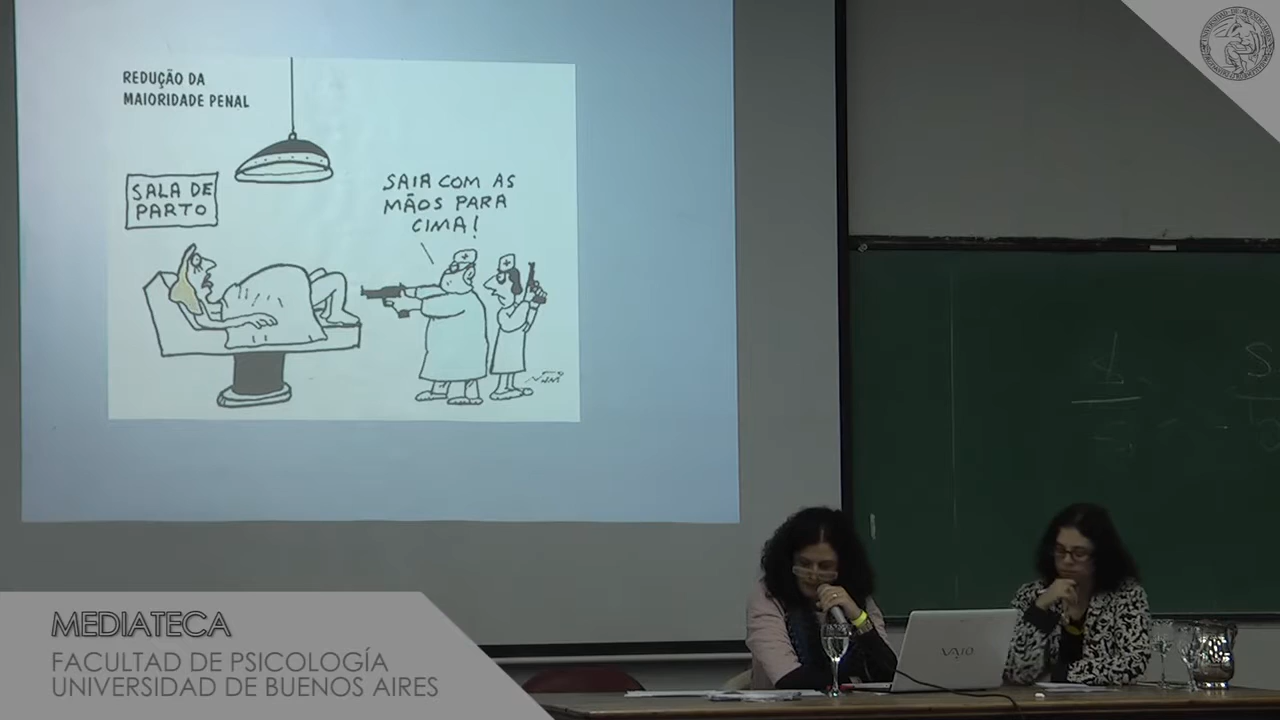 REDUÇÃO DA
MAIORIDADE PENAL
SALA DE
PARTO
SAIR COM AS
MÃOS PARA
CIMA!
VAIO
MEDIATECA
FACULTAD DE PSICOLOGÍA
UNIVERSIDAD DE BUENOS AIRES